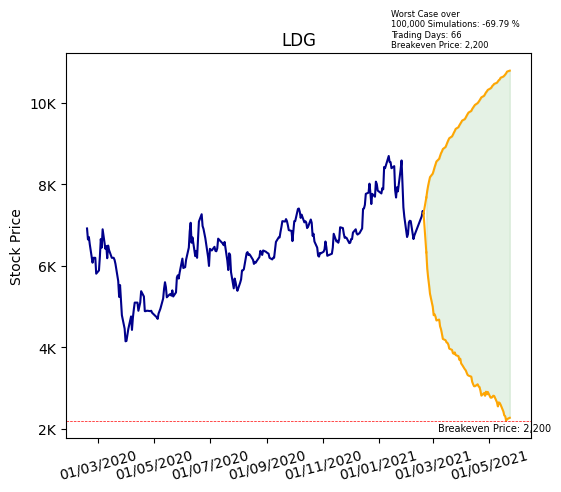 Worst Case over
100,000 Simulations: -69.79 %
Trading Days: 66
Breakeven Price: 2,200
LDG
Stock Price
10K
8K
6K
4K
2K
Breakeven Price: 2,200
01/03/2020
01/05/2020
01/07/2020
01/09/2020
01/11/2020
01/01/2021
01/03/2021
01/05/2021